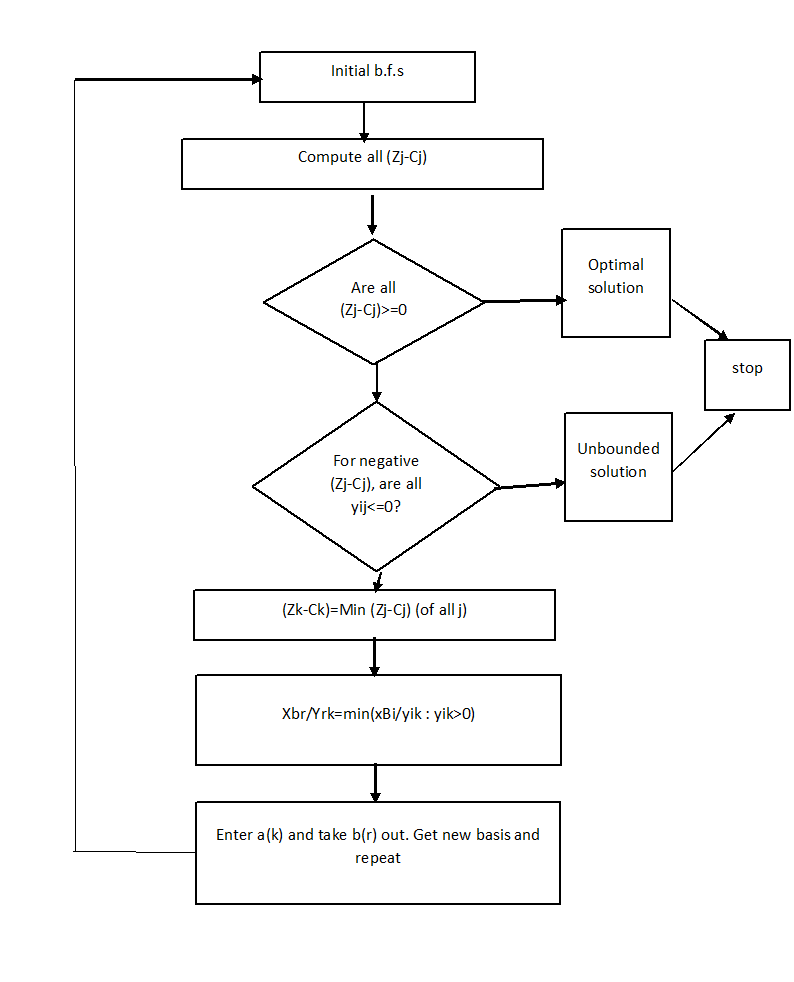 Initial b.f.s
Compute all (Zj-Cj)
Are all
(Zj-Cj)>=0
Optimal
solution
stop
For negative
(Zj-Cj), are all
yij<=0?
Unbounded
solution
(Zk-Ck)=Min (Zj-Cj) (of all j)
Xbr/Yrk=min(xBi/yik : yik>0)
Enter a(k) and take b(r) out. Get new basis and
repeat